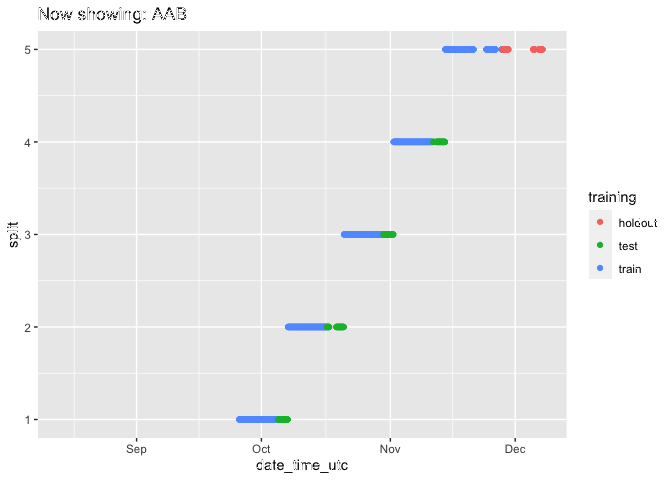 Now showing: AAB
5
4
3
2
1
split
Sep Oct Nov Dec
date_time_utc
training
holdout
test
train